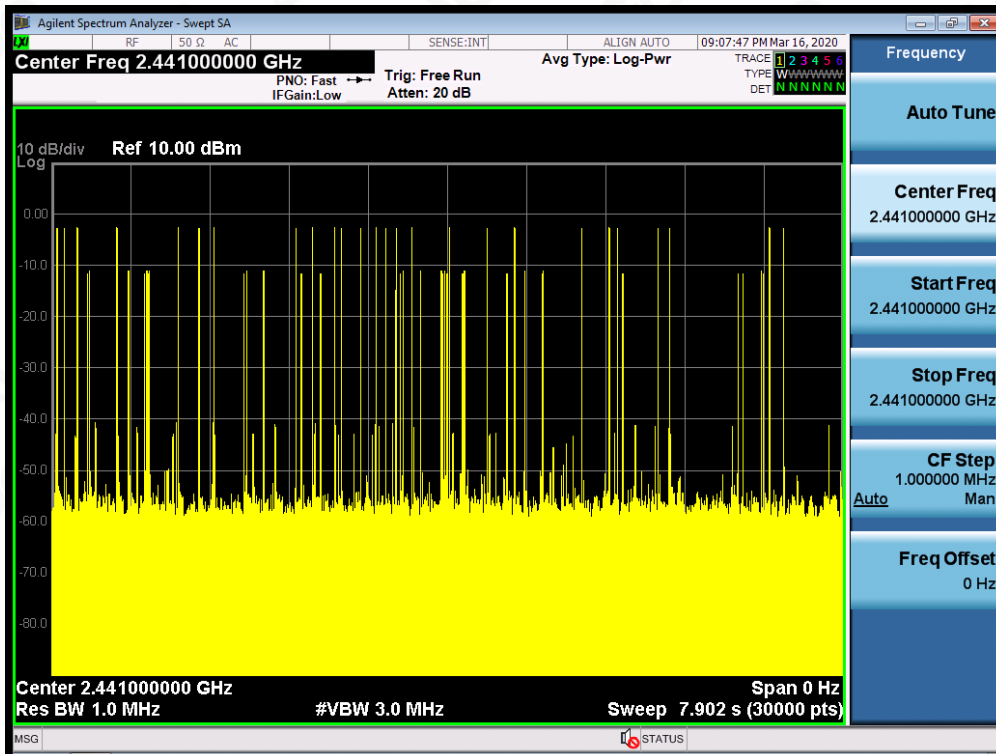 Agilent Spectrum Analyzer - Swept SA
LXI RF 50 Ω AC SENSE:INT ALIGN AUTO 09:07:47 PM Mar 16, 2020
Center Freq 2.441000000 GHz
PNO: Fast
IFGain:Low
Trig: Free Run
Atten: 20 dB
Avg Type: Log-Pwr
TRACE 1 2 3 4 5 6
TYPE WWWWWWW
DET N N N N N N
10 dB/div
Log
Ref 10.00 dBm
0.00
-10.0
-20.0
-30.0
-40.0
-50.0
-60.0
-70.0
-80.0
Center 2.441000000 GHz
Span 0 Hz
Res BW 1.0 MHz
#VBW 3.0 MHz
Sweep 7.902 s (30000 pts)
MSG
STATUS
Frequency
Auto Tune
Center Freq
2.441000000 GHz
Start Freq
2.441000000 GHz
Stop Freq
2.441000000 GHz
CF Step
1.000000 MHz
Auto Man
Freq Offset
0 Hz